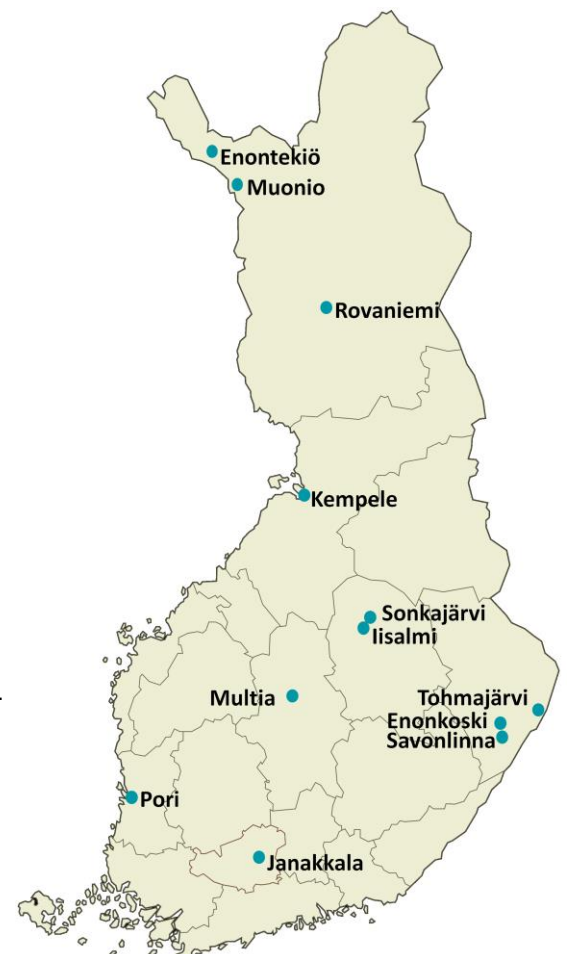 Enontekiö
Muonio
Rovaniemi
Kempele
Sonkajärvi
Iisalmi
Multia
Tohmajärvi
Enonkoski
Savonlinna
Pori
Janakkala